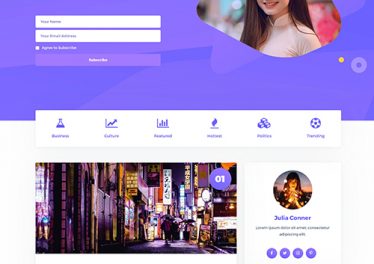 Your Name
Your Email Address
Agree to Subscribe
Subscribe
Business
Culture
Featured
Hottest
Politics
Trending
01
Julia Conner
Lorem ipsum dolor sit amet, consectetur
adipiscing elit.